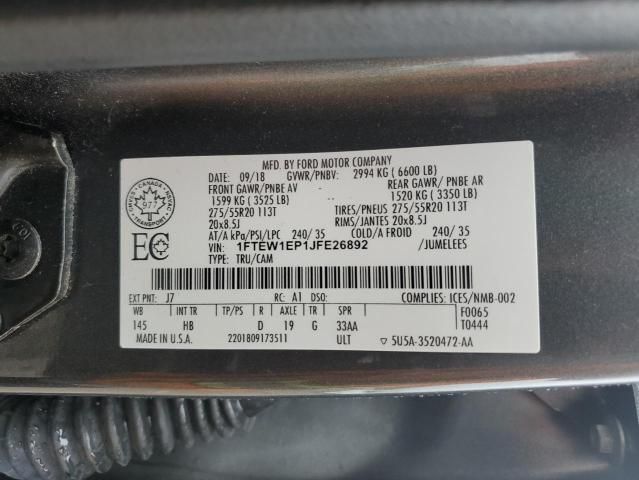 MFD. BY FORD MOTOR COMPANY
DATE: 09/18 GVWR/PNBV: 2994 KG ( 6600 LB)
FRONT GAWR/PNBE AV REAR GAWR/ PNBE AR
1599 KG ( 3525 LB) 1520 KG ( 3350 LB)
275/55R20 113T TIRES/PNEUS 275/55R20 113T
20x8.5J RIMS/JANTES 20x8.5J
AT/A kPa/PSI/LPC 240/ 35 COLD/A FROID 240/ 35
VIN: 1FTEW1EP1JFE26892 /JUMELEES
TYPE: TRU/CAM
CANADA
977
TRANSPORT
EC
EXT PNT: J7 RC: A1 DSO: COMPLIES: ICES/NMB-002
WB TP/PS R AXLE TR SPR F0065
145 HB D 19 G 33AA T0444
MADE IN U.S.A. 2201809173511 ULT ▽ 5U5A-3520472-AA